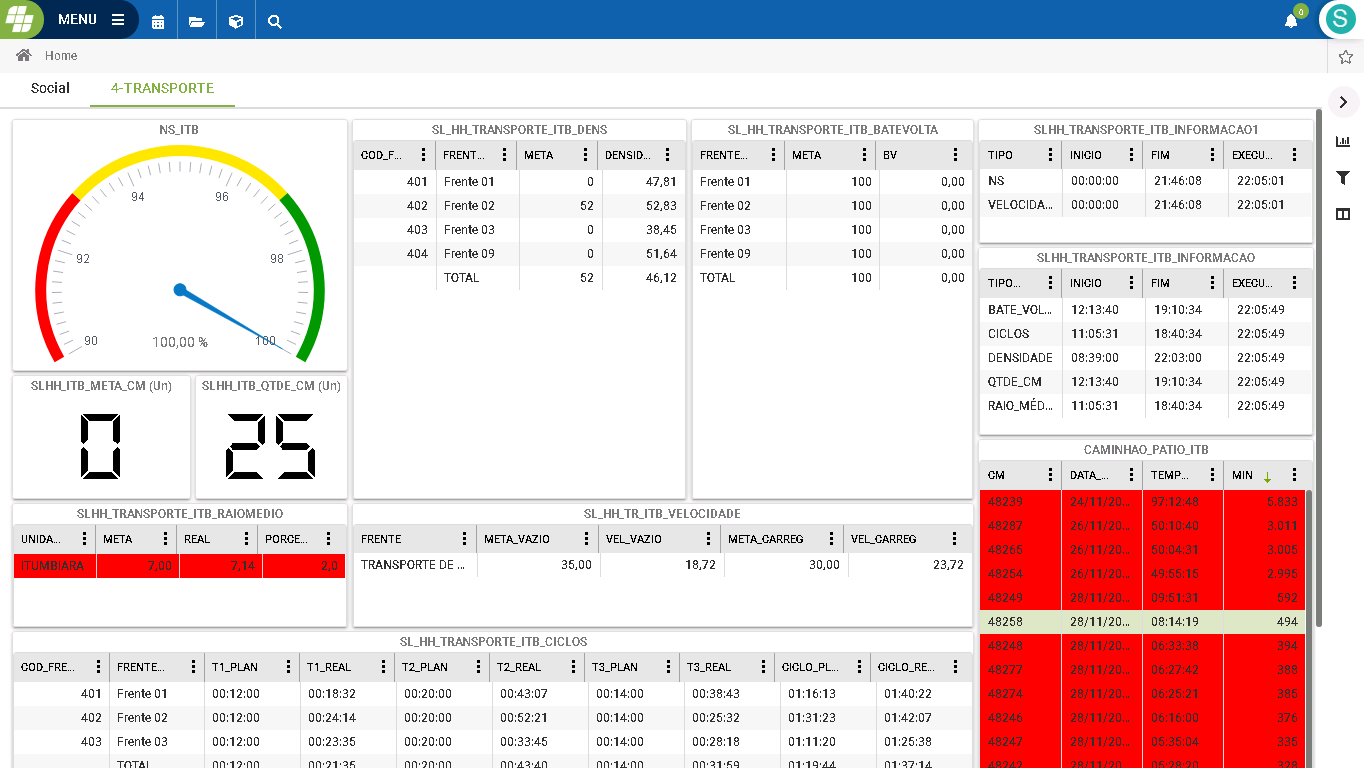 MENU
0
S
Home
Social 4-TRANSPORTE
NS_ITB
90 92 94 96 98 100
100,00 %
SLHH_ITB_META_CM (Un)
0
SLHH_ITB_QTDE_CM (Un)
25
SL_HH_TRANSPORTE_ITB_DENS
COD_F... FRENT... META DENSID...
401 Frente 01 0 47,81
402 Frente 02 52 52,83
403 Frente 03 0 38,45
404 Frente 09 0 51,64
TOTAL 52 46,12
SL_HH_TRANSPORTE_ITB_BATEVOLTA
FRENTE... META BV
Frente 01 100 0,00
Frente 02 100 0,00
Frente 03 100 0,00
Frente 09 100 0,00
TOTAL 100 0,00
SLHH_TRANSPORTE_ITB_INFORMACAO1
TIPO INICIO FIM EXECU...
NS 00:00:00 21:46:08 22:05:01
VELOCIDA... 00:00:00 21:46:08 22:05:01
SLHH_TRANSPORTE_ITB_INFORMACAO
TIPO... INICIO FIM EXECU...
BATE_VOL... 12:13:40 19:10:34 22:05:49
CICLOS 11:05:31 18:40:34 22:05:49
DENSIDADE 08:39:00 22:03:00 22:05:49
QTDE_CM 12:13:40 19:10:34 22:05:49
RAIO_MÉD... 11:05:31 18:40:34 22:05:49
SLHH_TRANSPORTE_ITB_RAIOMEDIO
UNIDA... META REAL PORCE...
ITUMBIARA 7,00 7,14 2,0
SL_HH_TR_ITB_VELOCIDADE
FRENTE META_VAZIO VEL_VAZIO META_CARREG VEL_CARREG
TRANSPORTE DE ... 35,00 18,72 30,00 23,72
CAMINHAO_PATIO_ITB
CM DATA_... TEMP... MIN
48239 24/11/20... 97:12:48 5.833
48287 26/11/20... 50:10:40 3.011
48265 26/11/20... 50:04:31 3.005
48254 26/11/20... 49:55:15 2.995
48249 28/11/20... 09:51:31 592
48258 28/11/20... 08:14:19 494
48248 28/11/20... 06:33:38 394
48277 28/11/20... 06:27:42 388
48274 28/11/20... 06:25:21 385
48246 28/11/20... 06:16:00 376
48247 28/11/20... 05:35:04 335
28/11/20... 05:28:20 328
SL_HH_TRANSPORTE_ITB_CICLOS
COD_FRE... FRENTE... T1_PLAN T1_REAL T2_PLAN T2_REAL T3_PLAN T3_REAL CICLO_PL... CICLO_RE...
401 Frente 01 00:12:00 00:18:32 00:20:00 00:43:07 00:14:00 00:38:43 01:16:13 01:40:22
402 Frente 02 00:12:00 00:24:14 00:20:00 00:52:21 00:14:00 00:25:32 01:31:23 01:42:07
403 Frente 03 00:12:00 00:23:35 00:20:00 00:33:45 00:14:00 00:28:18 01:11:20 01:25:38
TOTAL 00:12:00 00:21:35 00:20:00 00:43:40 00:14:00 00:31:59 01:19:44 01:37:14